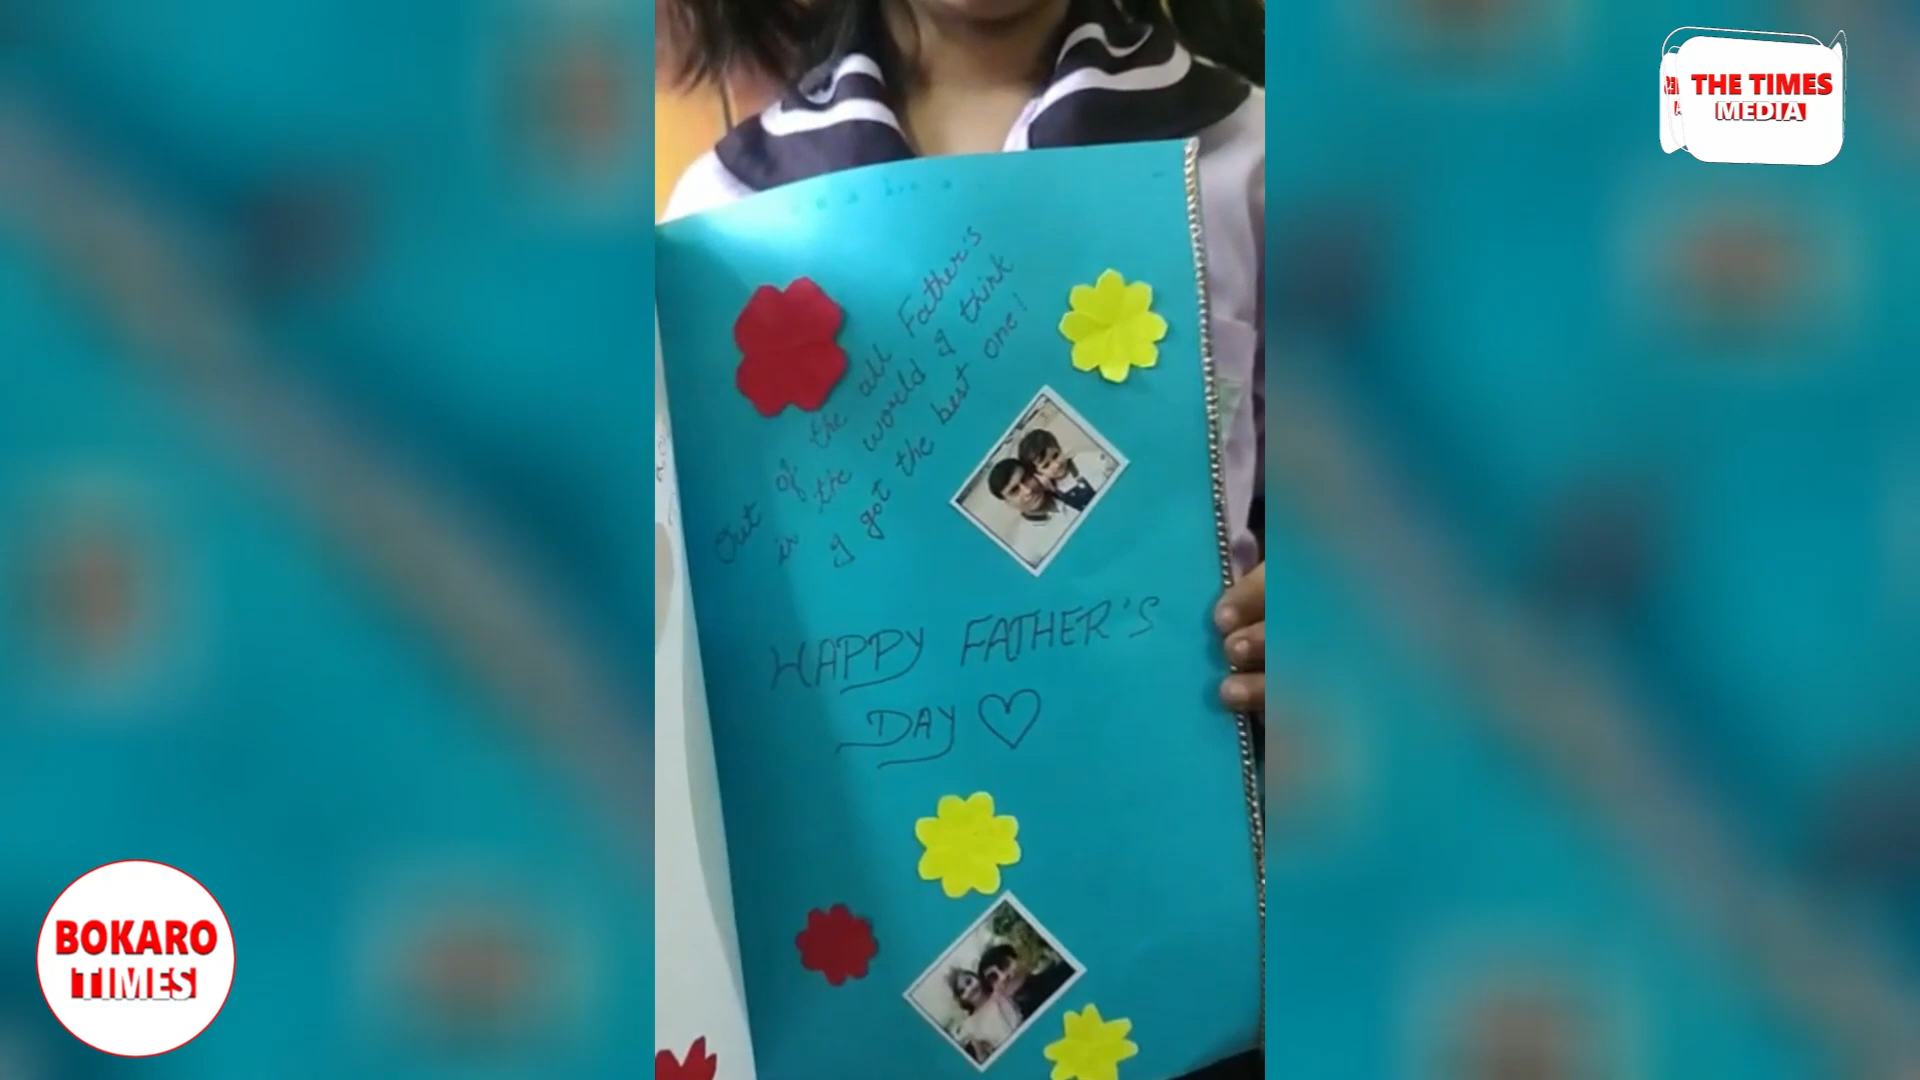 THE TIMES
MEDIA
Out of the all Father's
in the world I think
I got the best one!
HAPPY FATHER'S
DAY
BOKARO
TIMES